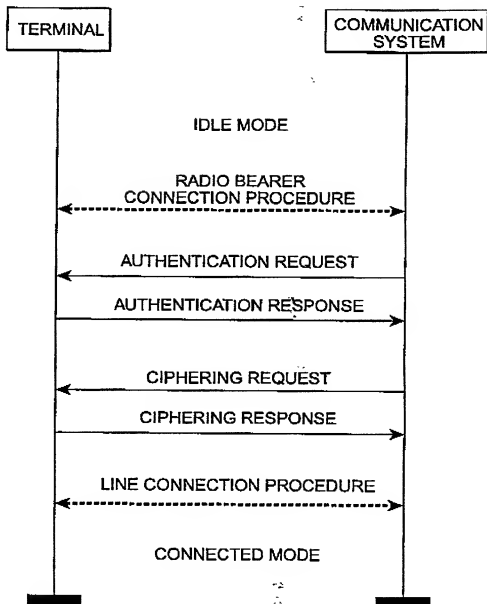 TERMINAL
COMMUNICATION
SYSTEM
IDLE MODE
RADIO BEARER
CONNECTION PROCEDURE
AUTHENTICATION REQUEST
AUTHENTICATION RESPONSE
CIPHERING REQUEST
CIPHERING RESPONSE
LINE CONNECTION PROCEDURE
CONNECTED MODE